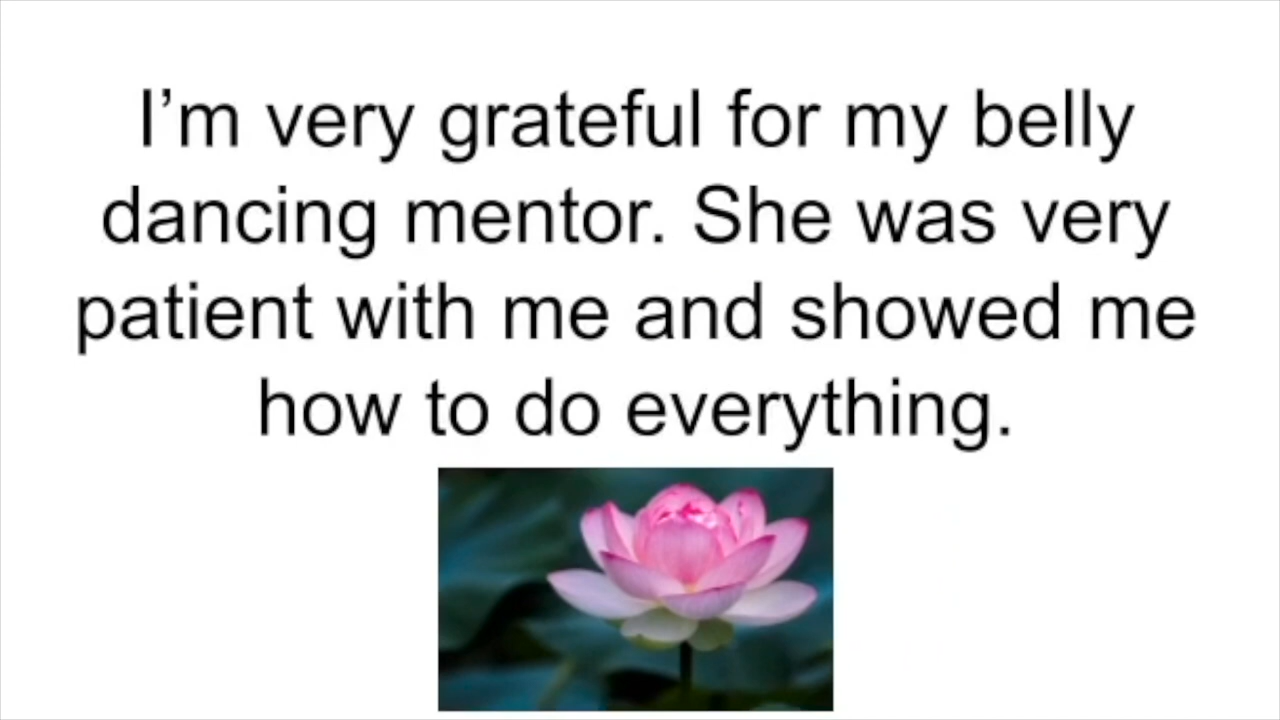 I’m very grateful for my belly
dancing mentor. She was very
patient with me and showed me
how to do everything.